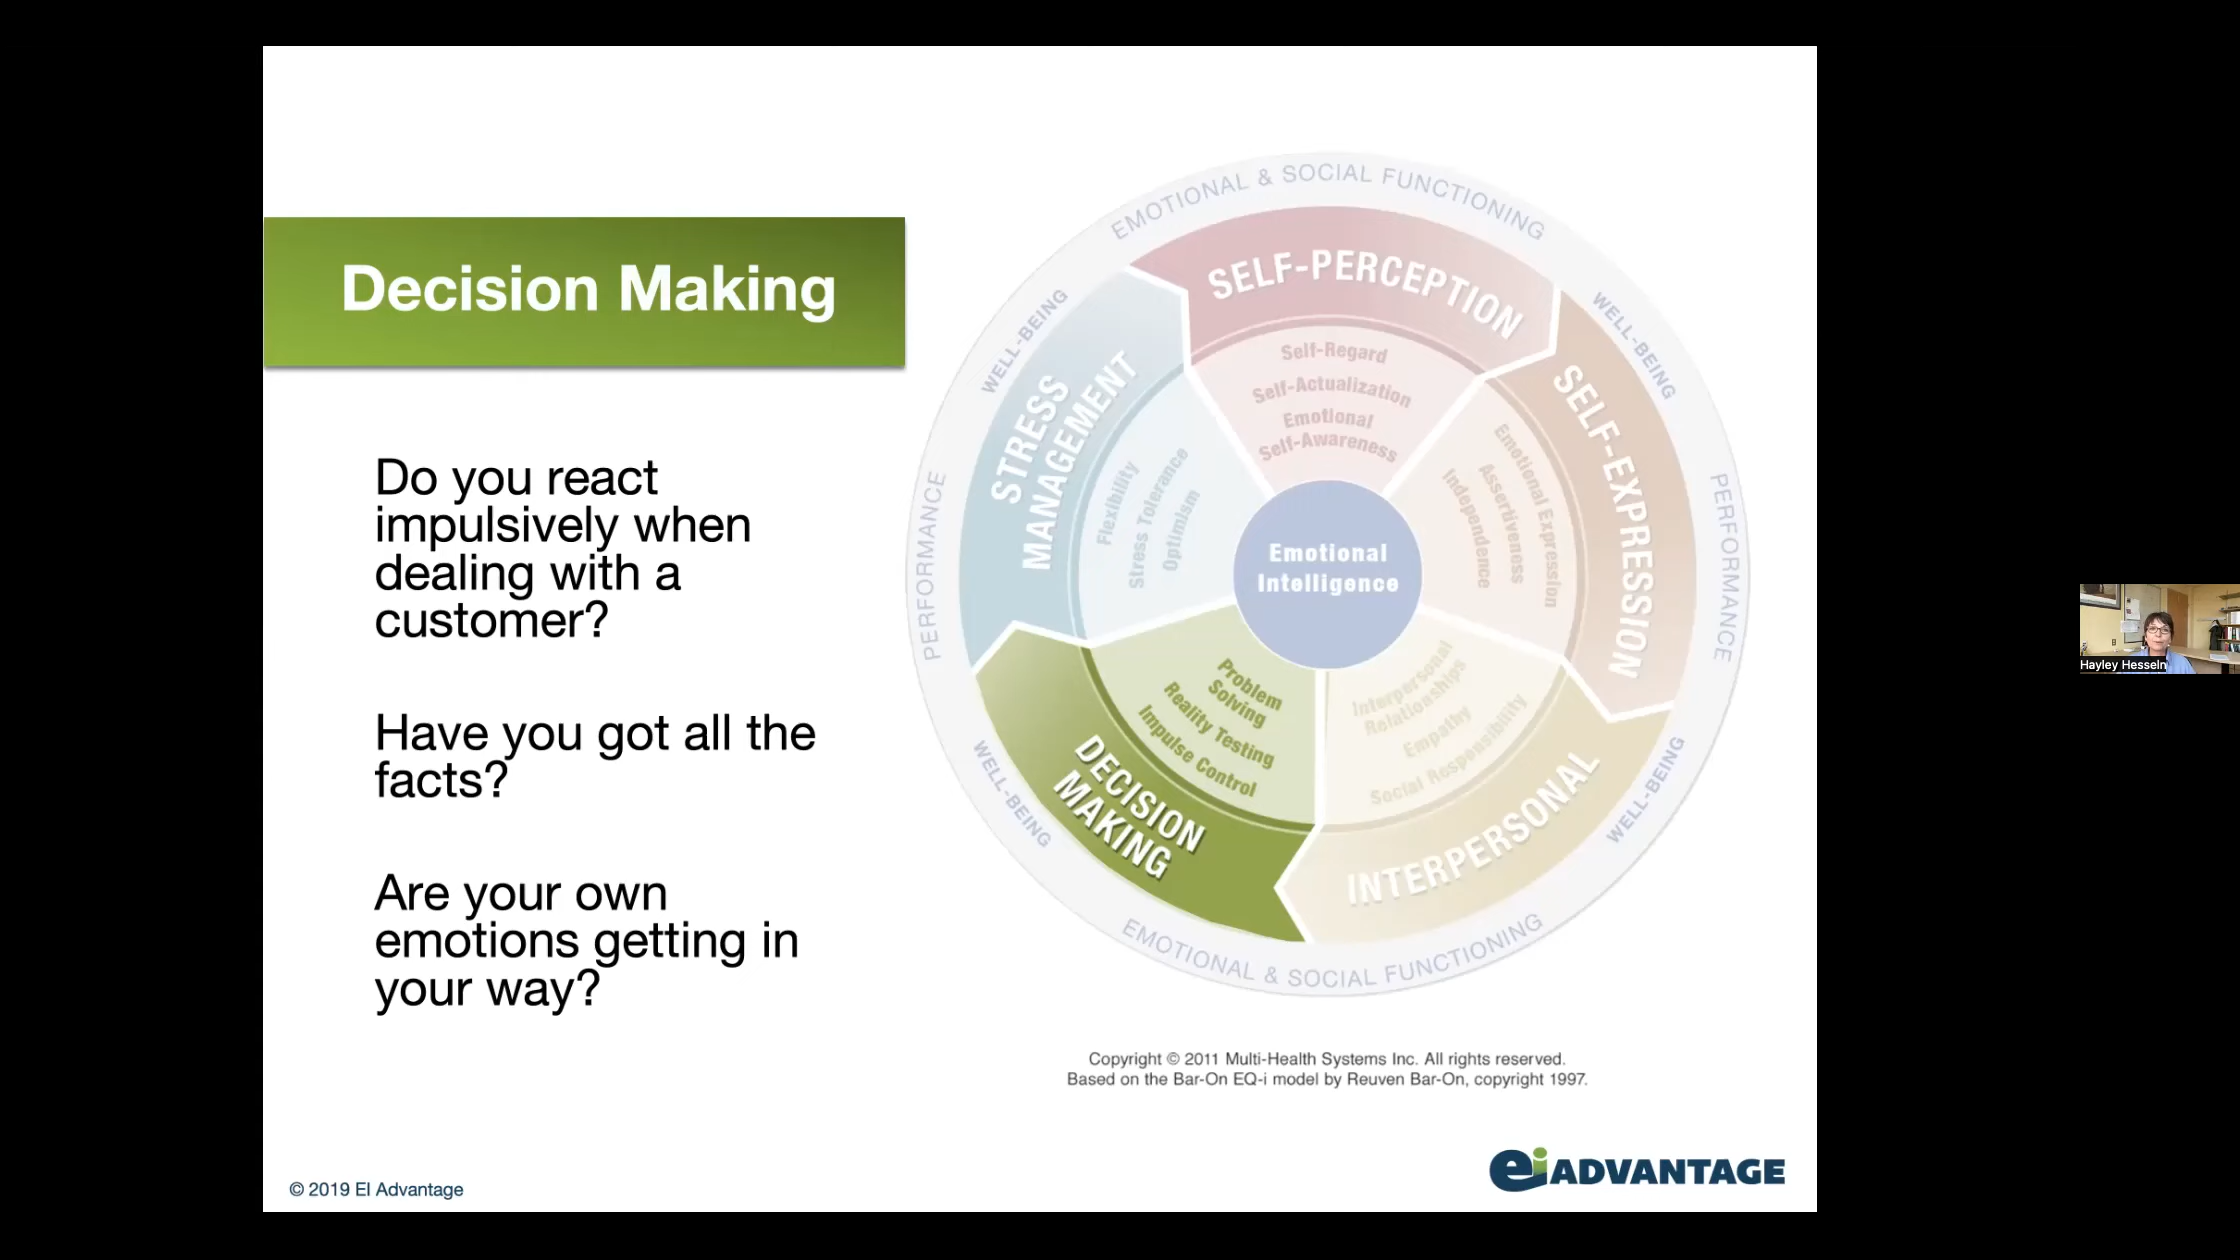 Decision Making
Do you react
impulsively when
dealing with a
customer?
Have you got all the
facts?
Are your own
emotions getting in
your way?
EMOTIONAL & SOCIAL FUNCTIONING
WELL-BEING
PERFORMANCE
WELL-BEING
EMOTIONAL & SOCIAL FUNCTIONING
WELL-BEING
PERFORMANCE
WELL-BEING
SELF-PERCEPTION
Self-Regard
Self-Actualization
Emotional
Self-Awareness
SELF-EXPRESSION
Emotional Expression
Assertiveness
Independence
INTERPERSONAL
Interpersonal
Relationships
Empathy
Social Responsibility
DECISION
MAKING
Problem
Solving
Reality Testing
Impulse Control
STRESS
MANAGEMENT
Flexibility
Stress Tolerance
Optimism
Emotional
Intelligence
Copyright © 2011 Multi-Health Systems Inc. All rights reserved.
Based on the Bar-On EQ-i model by Reuven Bar-On, copyright 1997.
© 2019 EI Advantage
ei ADVANTAGE
Hayley Hesseln